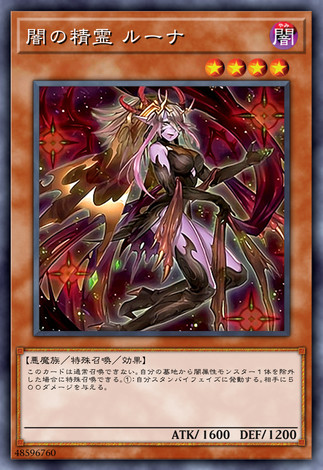 闇の精霊 ルーナ
闇
やみ
【悪魔族／特殊召喚／効果】
このカードは通常召喚できない。自分の墓地から闇属性モンスター１体を除外
した場合に特殊召喚できる。①：自分スタンバイフェイズに発動する。相手に５
００ダメージを与える。
ATK/ 1600 DEF/ 1200
48596760